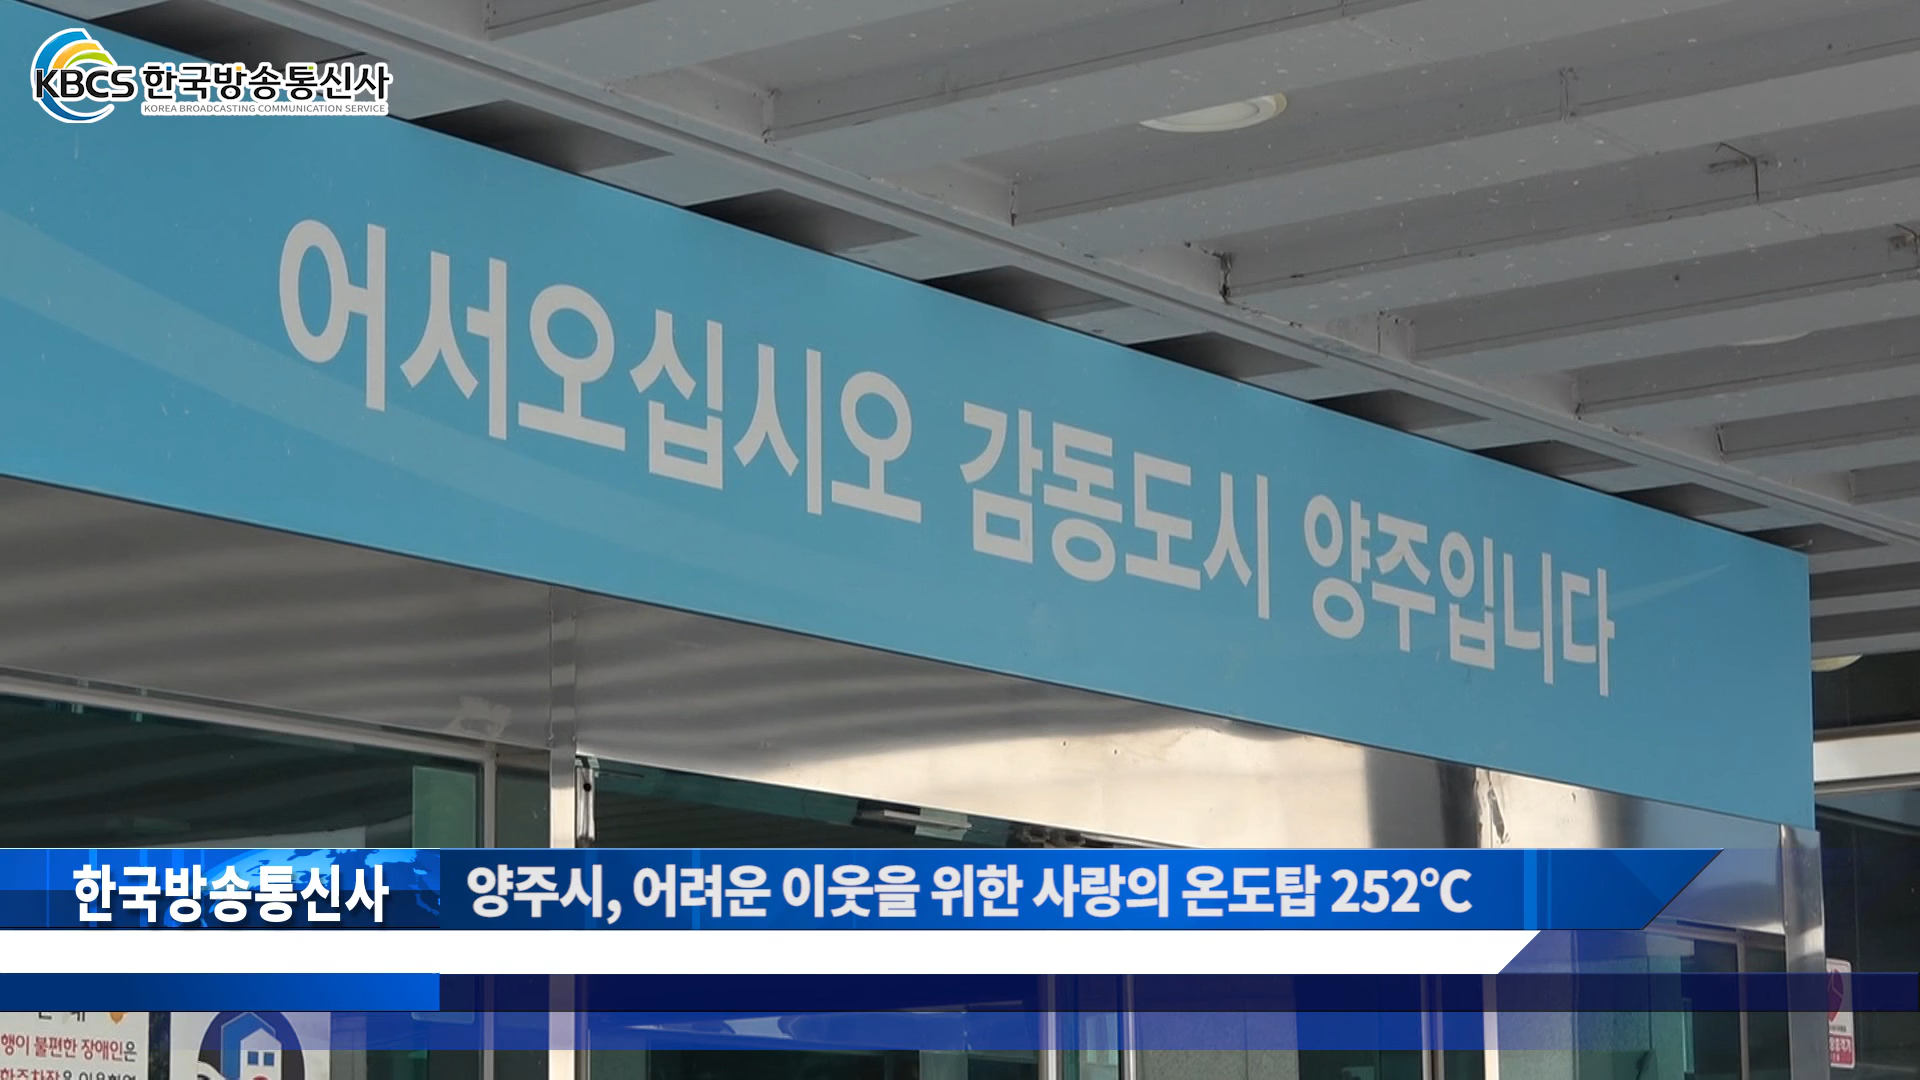 KBCS 한국방송통신사
KOREA BROADCASTING COMMUNICATION SERVICE
어서오십시오 감동도시 양주입니다
한국방송통신사
양주시, 어려운 이웃을 위한 사랑의 온도탑 252℃
행이 불편한 장애인은